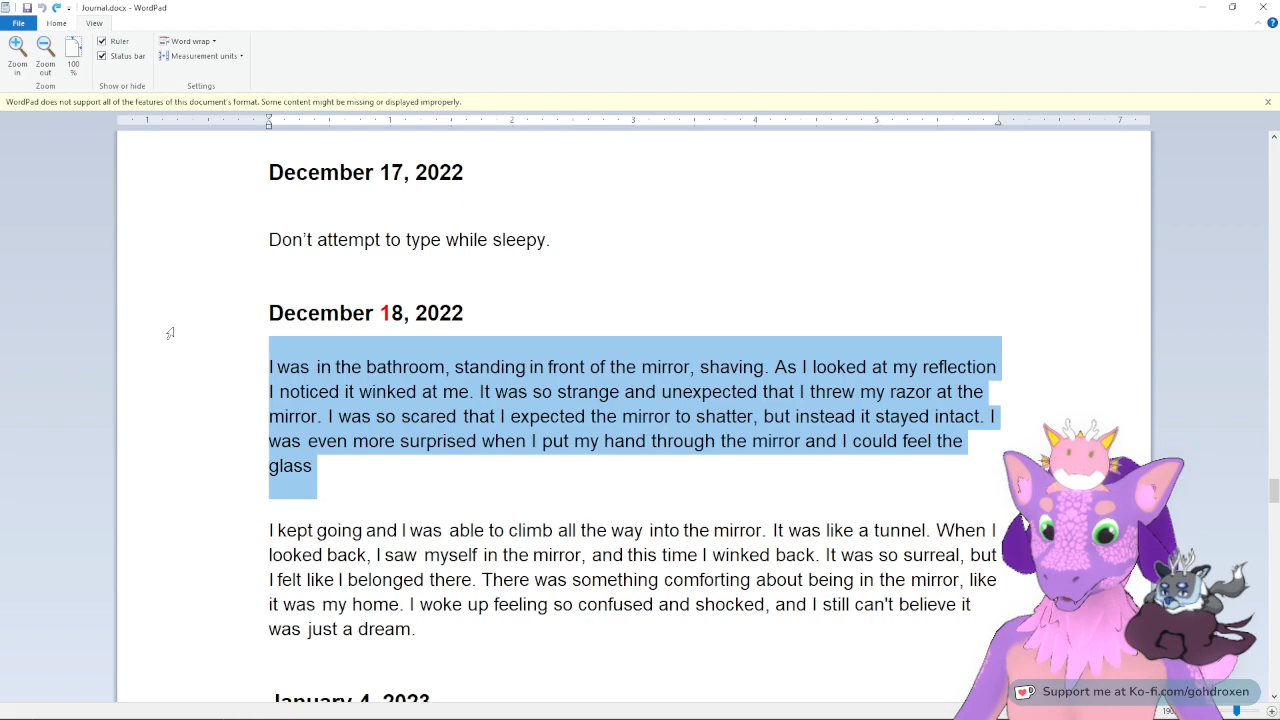 Journal.docx - WordPad
File Home View
Zoom in Zoom out 100 %
Ruler
Status bar
Word wrap
Measurement units
Zoom Show or hide Settings
WordPad does not support all of the features of this document's format. Some content might be missing or displayed improperly.
1 1 2 3 4 5 7
December 17, 2022
Don’t attempt to type while sleepy.
December 18, 2022
I was in the bathroom, standing in front of the mirror, shaving. As I looked at my reflection
I noticed it winked at me. It was so strange and unexpected that I threw my razor at the
mirror. I was so scared that I expected the mirror to shatter, but instead it stayed intact. I
was even more surprised when I put my hand through the mirror and I could feel the
glass
I kept going and I was able to climb all the way into the mirror. It was like a tunnel. When I
looked back, I saw myself in the mirror, and this time I winked back. It was so surreal, but
I felt like I belonged there. There was something comforting about being in the mirror, like
it was my home. I woke up feeling so confused and shocked, and I still can't believe it
was just a dream.
January 4, 2023
Support me at Ko-fi.com/gohdroxen